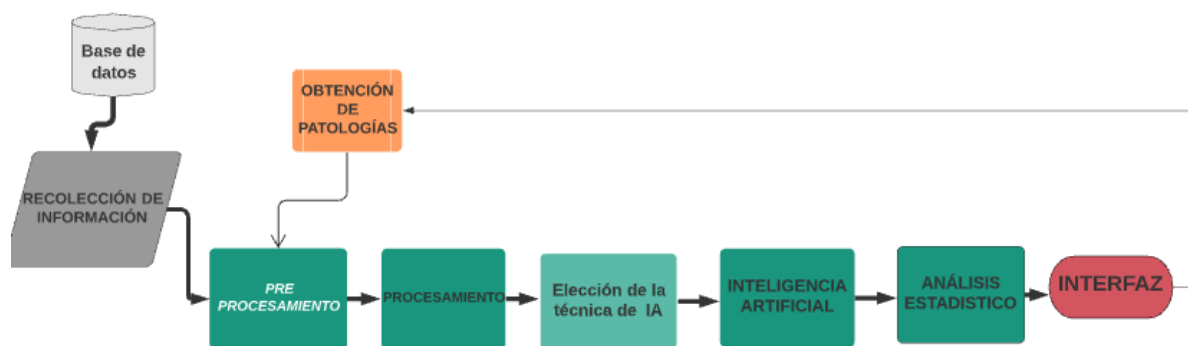 Base de
datos
OBTENCIÓN
DE
PATOLOGÍAS
RECOLECCIÓN DE
INFORMACIÓN
PRE
PROCESAMIENTO
PROCESAMIENTO
Elección de la
técnica de IA
INTELIGENCIA
ARTIFICIAL
ANÁLISIS
ESTADISTICO
INTERFAZ